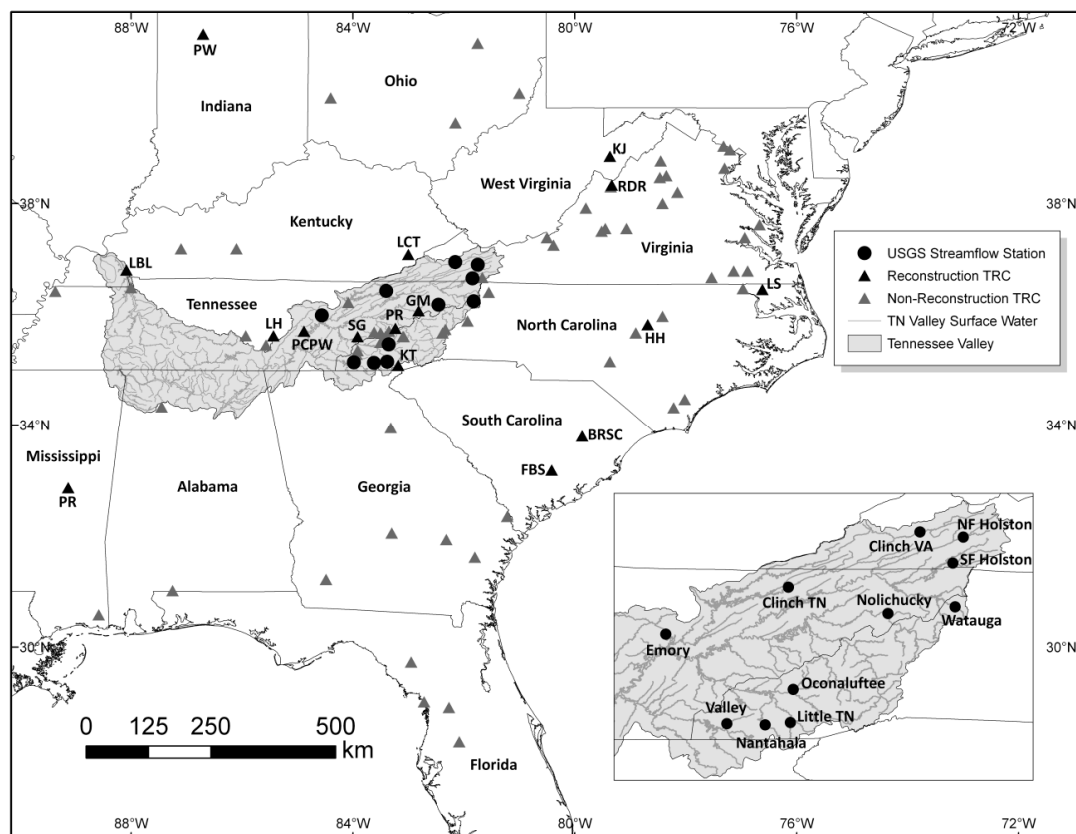 88°W
84°W
80°W
76°W
72°W
PW
Ohio
Indiana
KJ
West Virginia
RDR
38°N
38°N
Kentucky
Virginia
LCT
LBL
GM
LS
Tennessee
PR
North Carolina
LH
SG
HH
PCPW
KT
USGS Streamflow Station
Reconstruction TRC
Non-Reconstruction TRC
TN Valley Surface Water
Tennessee Valley
South Carolina
34°N
34°N
BRSC
Mississippi
FBS
PR
Alabama
Georgia
NF Holston
Clinch VA
SF Holston
Clinch TN
Nolichucky
Watauga
30°N
30°N
Emory
Oconaluftee
Valley
Little TN
Nantahala
0
125
250
500
km
Florida
88°W
84°W
80°W
76°W
72°W